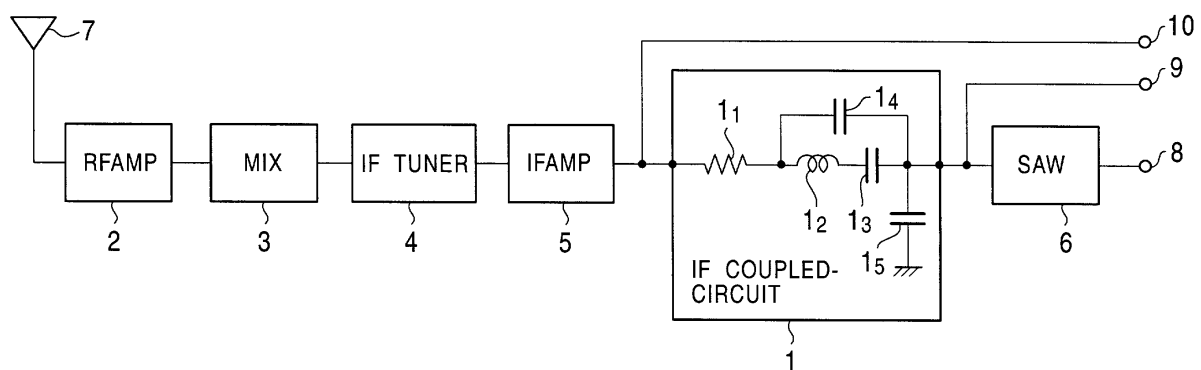 7
10
9
1₁
1₄
RFAMP
MIX
IF TUNER
IFAMP
SAW
8
2
3
4
5
1₂
1₃
1₅
6
IF COUPLED-
CIRCUIT
1